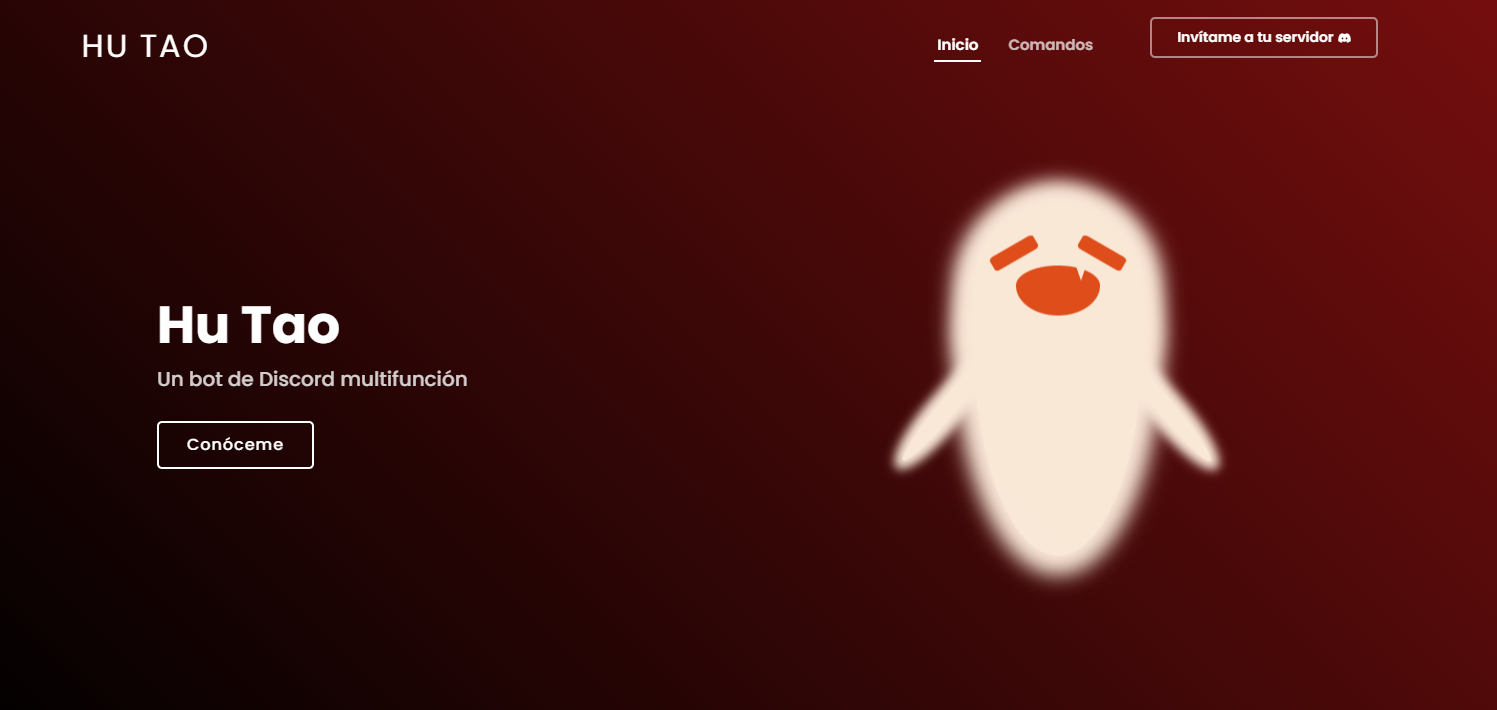 HU TAO
Inicio
Comandos
Invítame a tu servidor
Hu Tao
Un bot de Discord multifunción
Conóceme